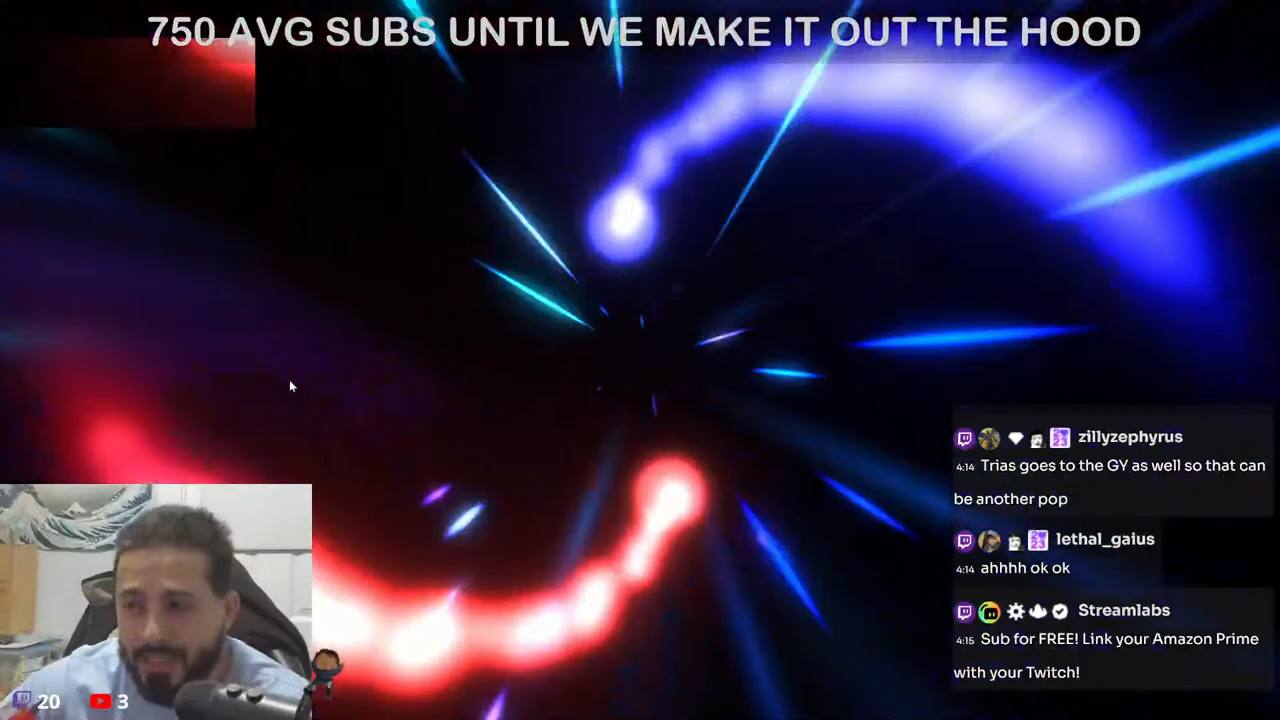 750 AVG SUBS UNTIL WE MAKE IT OUT THE HOOD
zillyzephyrus
4:14 Trias goes to the GY as well so that can
be another pop
lethal_gaius
4:14 ahhhh ok ok
Streamlabs
4:15 Sub for FREE! Link your Amazon Prime
with your Twitch!
20 3